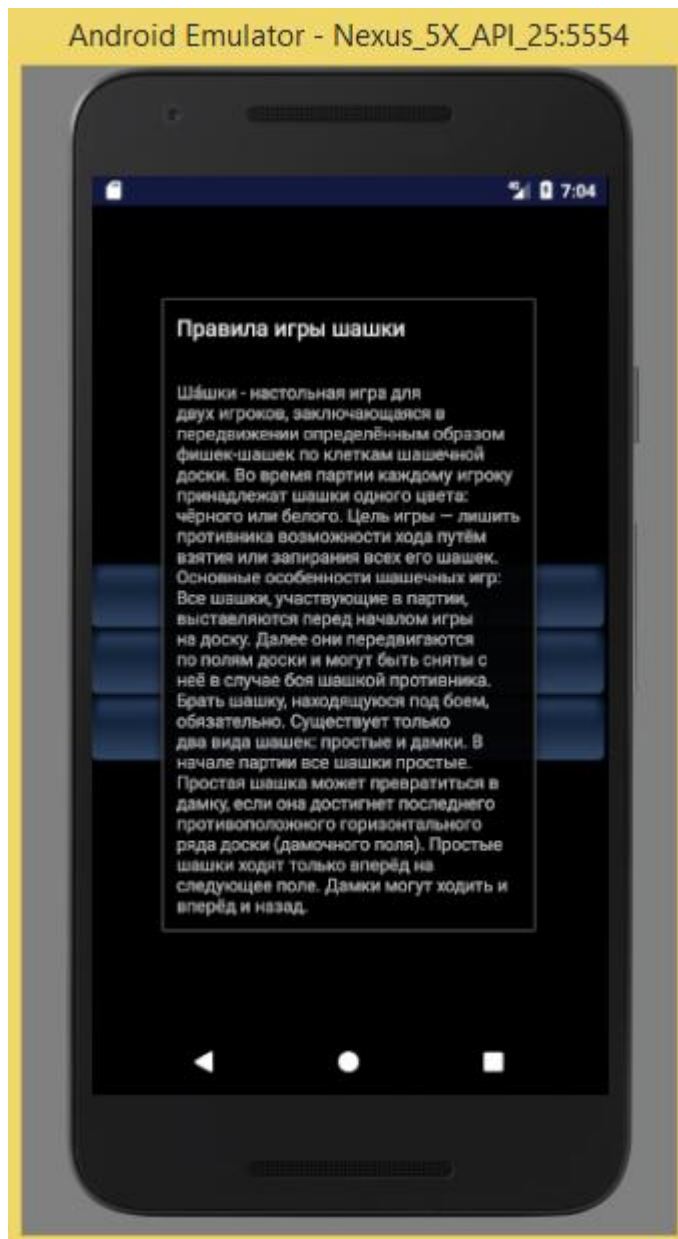 Android Emulator - Nexus_5X_API_25:5554
4G 7:04
Правила игры шашки
Ша́шки - настольная игра для
двух игроков, заключающаяся в
передвижении определённым образом
фишек-шашек по клеткам шашечной
доски. Во время партии каждому игроку
принадлежат шашки одного цвета:
чёрного или белого. Цель игры — лишить
противника возможности хода путём
взятия или запирания всех его шашек.
Основные особенности шашечных игр:
Все шашки, участвующие в партии,
выставляются перед началом игры
на доску. Далее они передвигаются
по полям доски и могут быть сняты с
неё в случае боя шашкой противника.
Брать шашку, находящуюся под боем,
обязательно. Существует только
два вида шашек: простые и дамки. В
начале партии все шашки простые.
Простая шашка может превратиться в
дамку, если она достигнет последнего
противоположного горизонтального
ряда доски (дамочного поля). Простые
шашки ходят только вперёд на
следующее поле. Дамки могут ходить и
вперёд и назад.